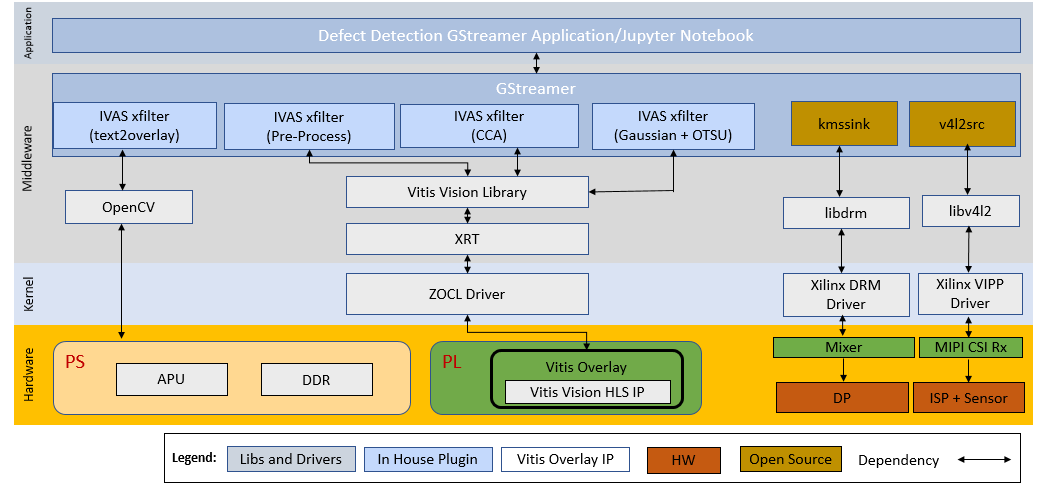 Application
Defect Detection GStreamer Application/Jupyter Notebook
Middleware
GStreamer
IVAS xfilter
(text2overlay)
IVAS xfilter
(Pre-Process)
IVAS xfilter
(CCA)
IVAS xfilter
(Gaussian + OTSU)
kmssink
v4l2src
Vitis Vision Library
OpenCV
libdrm
libv4l2
XRT
Kernel
ZOCL Driver
Xilinx DRM
Driver
Xilinx VIPP
Driver
Hardware
PS
APU
DDR
PL
Vitis Overlay
Vitis Vision HLS IP
Mixer
MIPI CSI Rx
DP
ISP + Sensor
Legend:
Libs and Drivers
In House Plugin
Vitis Overlay IP
HW
Open Source
Dependency